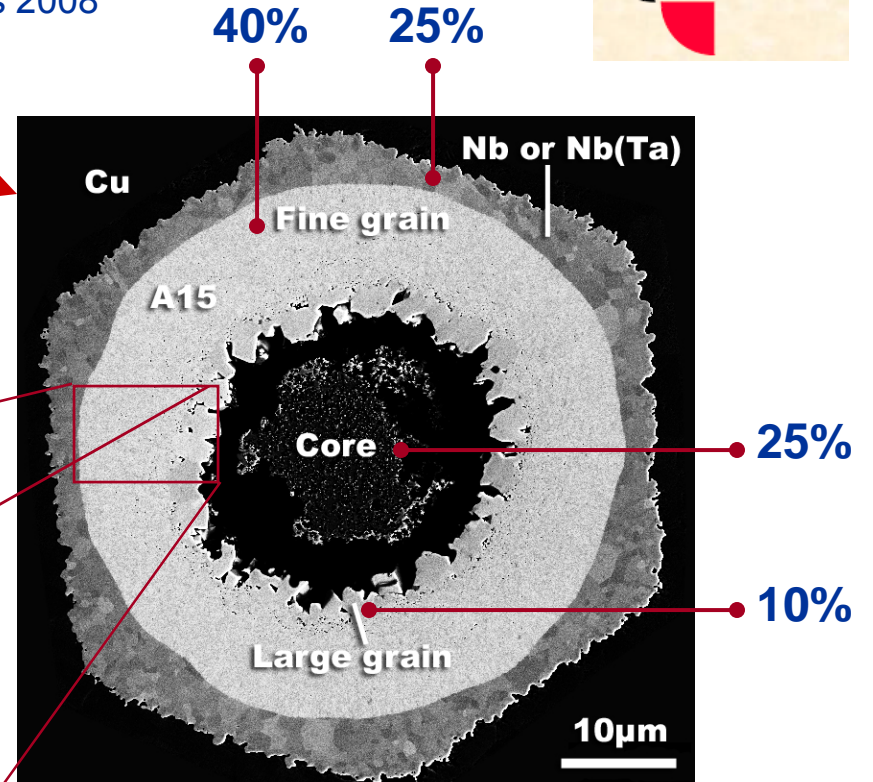 s 2008
40% 25%
Nb or Nb(Ta)
Cu
Fine grain
A15
Core
25%
10%
Large grain
10µm